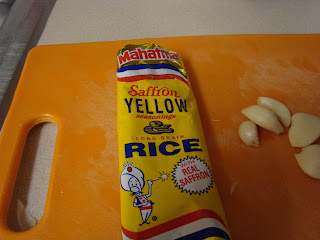 Mahatma
Saffron
YELLOW
seasonings
LONG GRAIN
RICE
REAL
SAFFRON